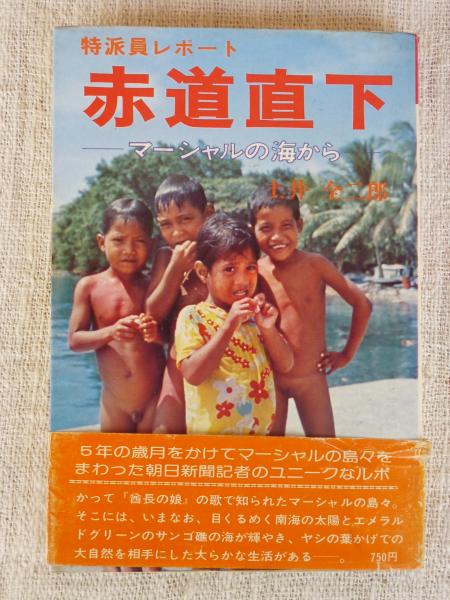 特派員レポート
赤道直下
―マーシャルの海から―
土井全二郎
5年の歳月をかけてマーシャルの島々を
まわった朝日新聞記者のユニークなルポ
かって『酋長の娘』の歌で知られたマーシャルの島々。
そこには、いまなお、目くるめく南海の太陽とエメラル
ドグリーンのサンゴ礁の海が輝やき、ヤシの葉かげでの
大自然を相手にした大らかな生活がある――。 750円